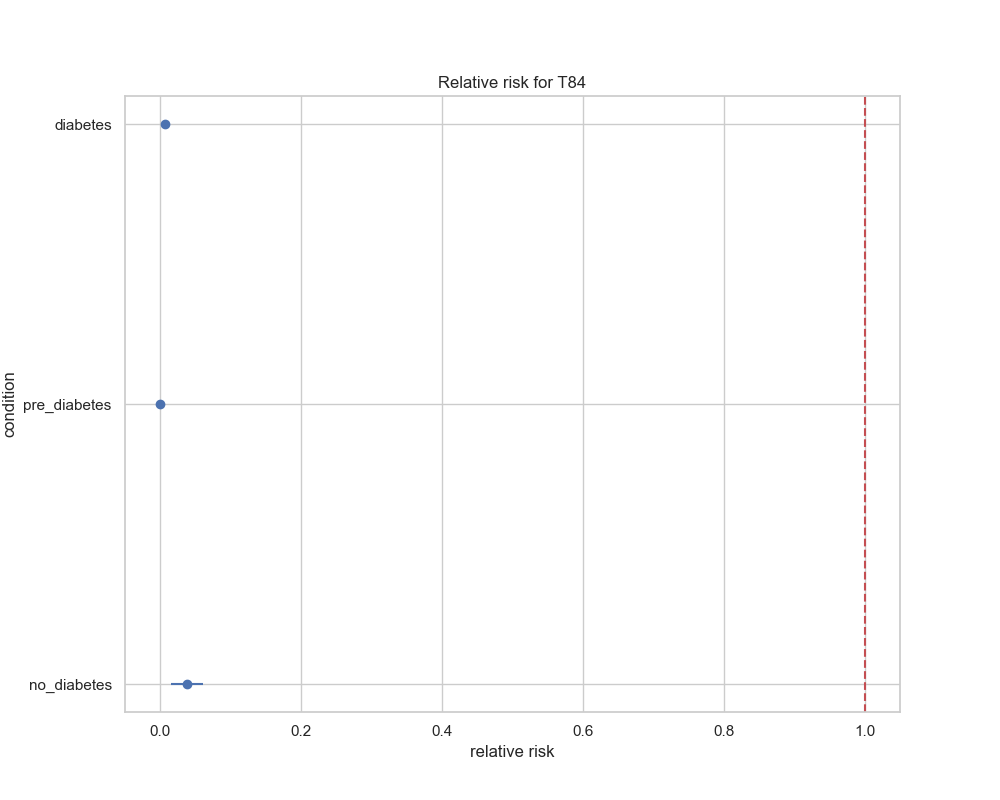 Relative risk for T84
diabetes
pre_diabetes
no_diabetes
condition
0.0 0.2 0.4 0.6 0.8 1.0
relative risk